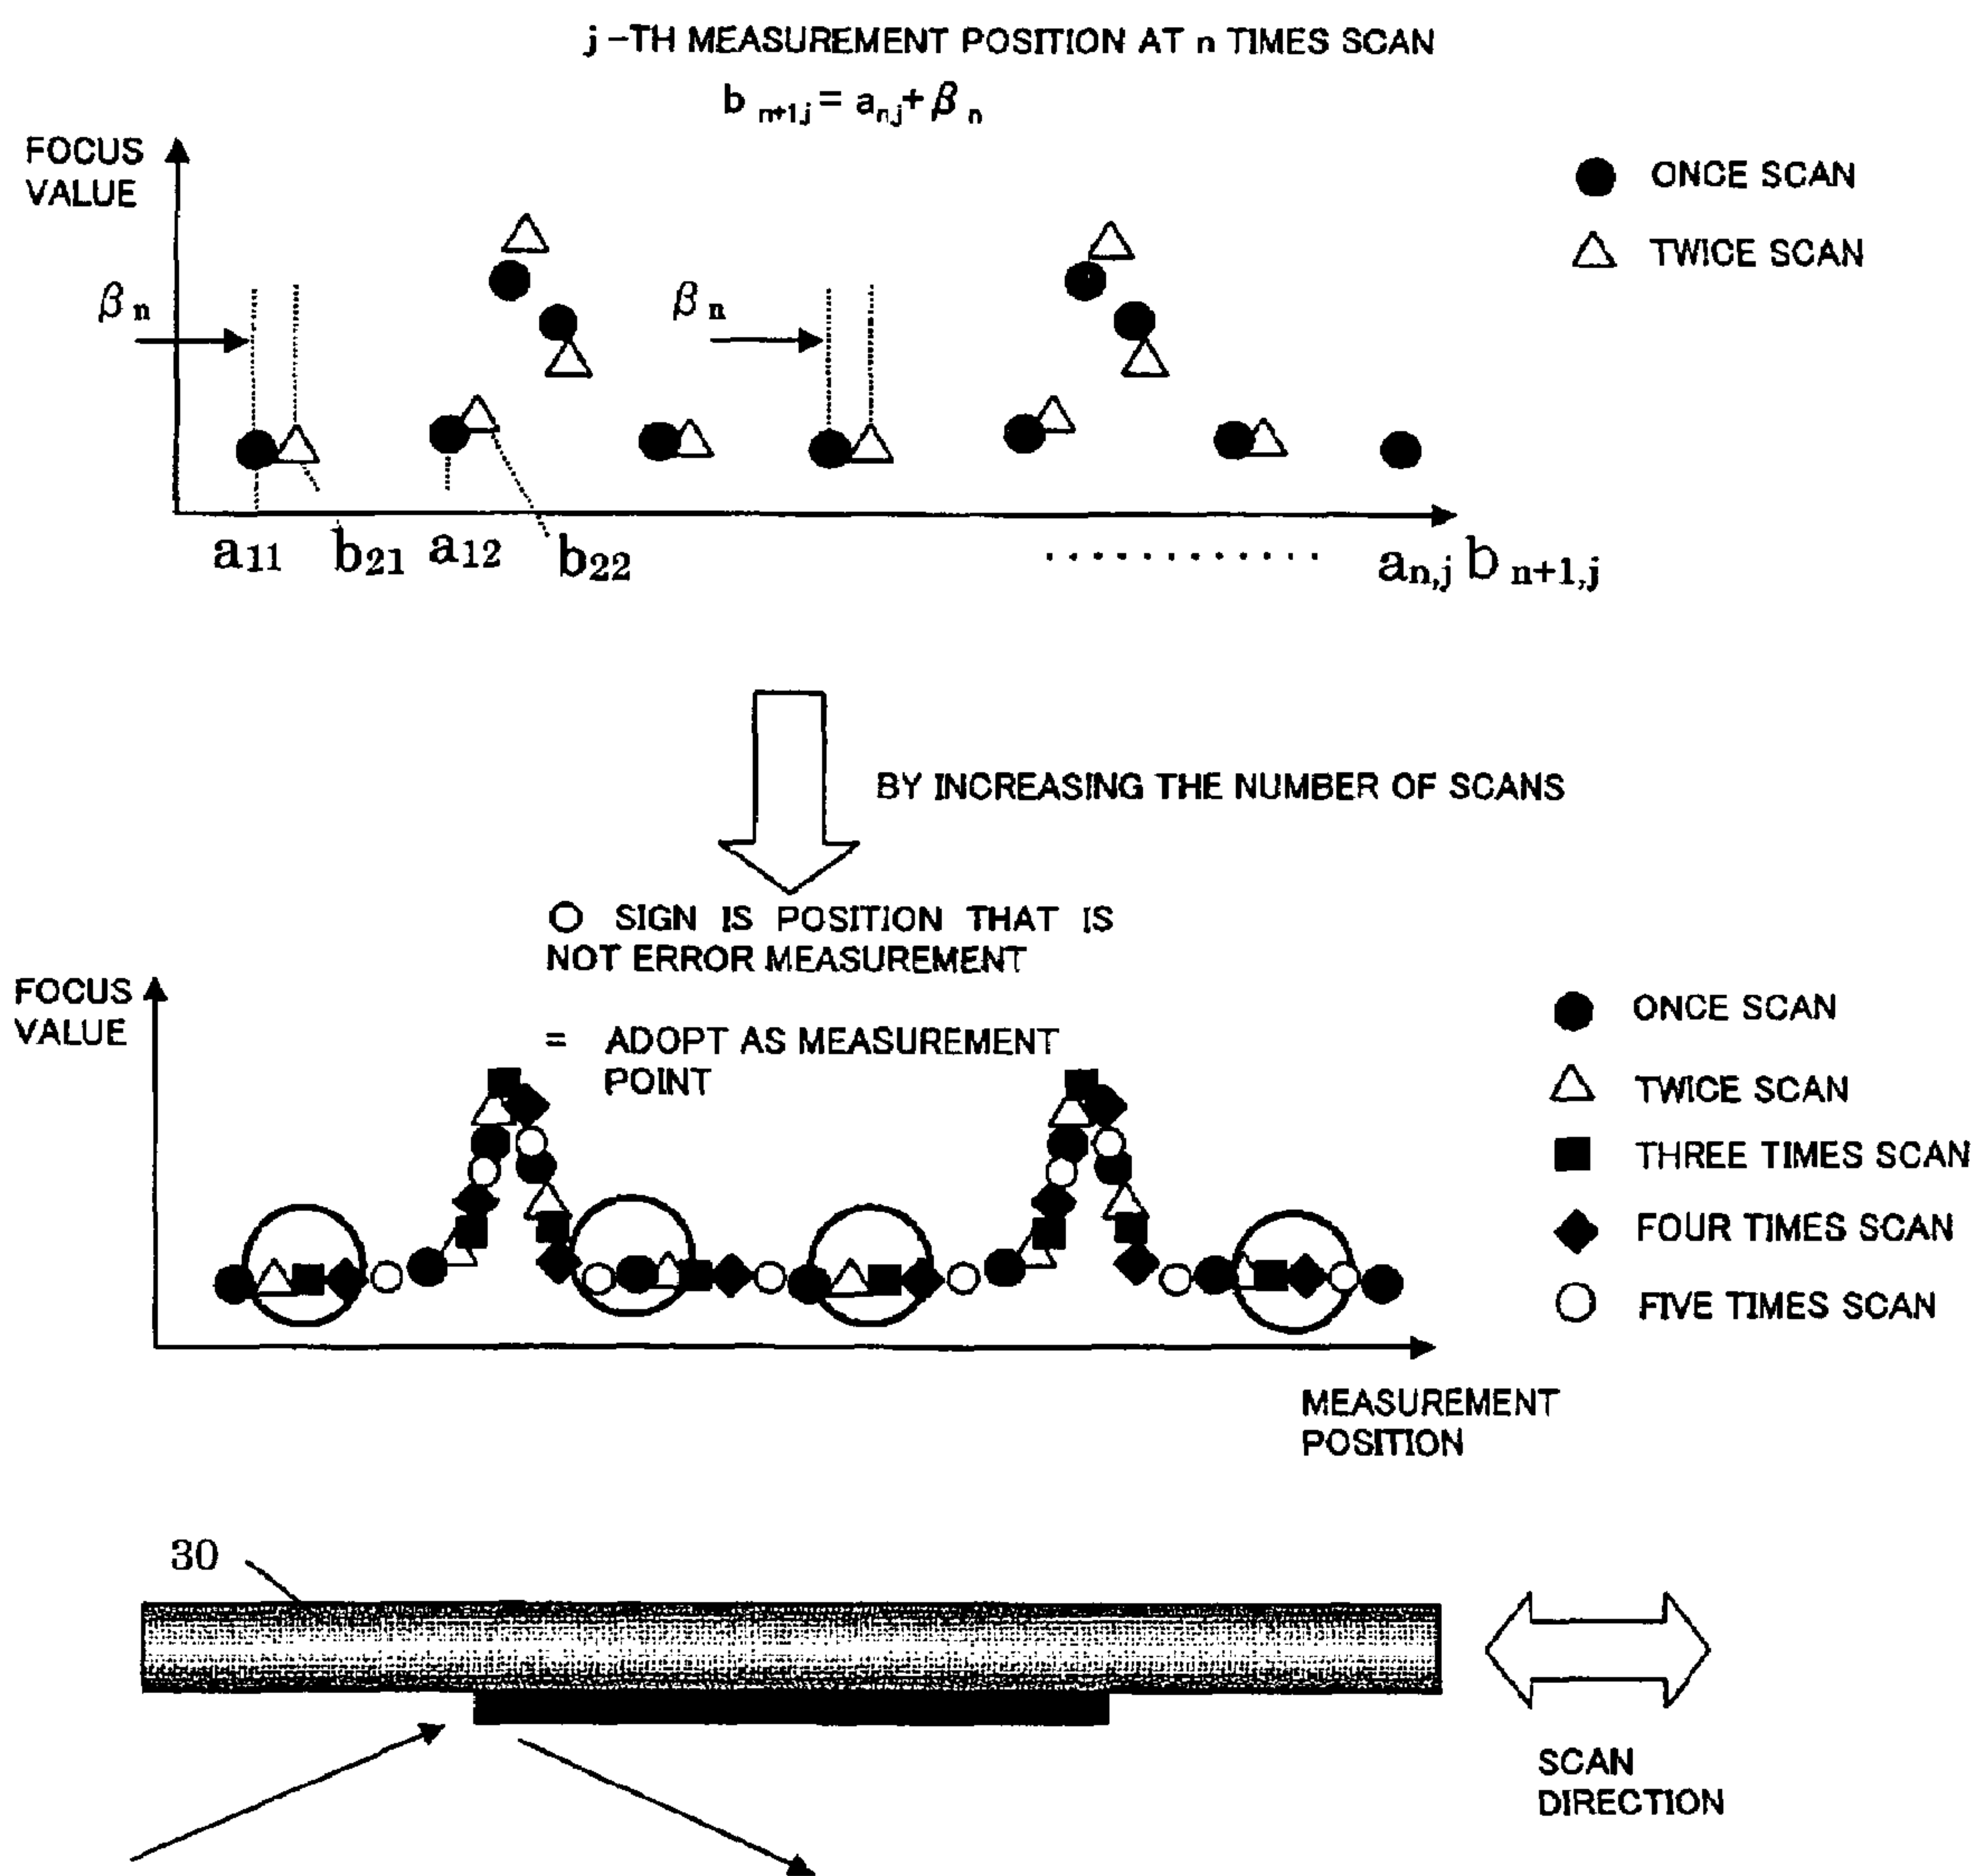 j-TH MEASUREMENT POSITION AT n TIMES SCAN
b n+1,j = an,j + β n
FOCUS
VALUE
● ONCE SCAN
△ TWICE SCAN
β n
β n
a11
b21
a12
b22
...........
an,j b n+1,j
BY INCREASING THE NUMBER OF SCANS
○ SIGN IS POSITION THAT IS
NOT ERROR MEASUREMENT
= ADOPT AS MEASUREMENT
POINT
FOCUS
VALUE
● ONCE SCAN
△ TWICE SCAN
■ THREE TIMES SCAN
◆ FOUR TIMES SCAN
○ FIVE TIMES SCAN
MEASUREMENT
POSITION
30
SCAN
DIRECTION